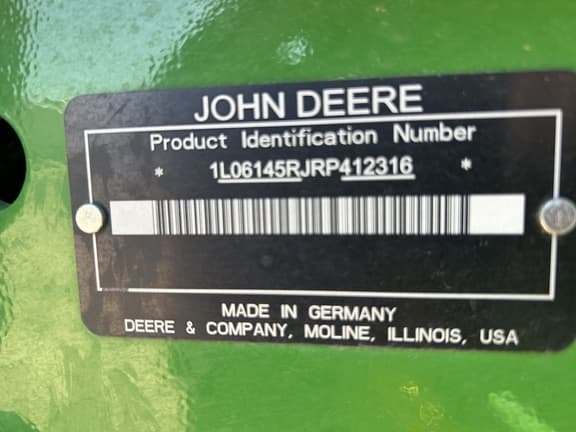 JOHN DEERE
Product Identification Number
* 1L06145RJRP412316 *
MADE IN GERMANY
DEERE & COMPANY, MOLINE, ILLINOIS, USA